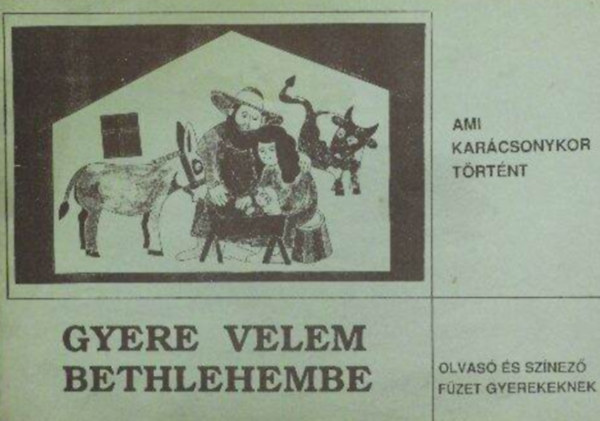 AMI
KARÁCSONYKOR
TÖRTÉNT
GYERE VELEM
BETHLEHEMBE
OLVASÓ ÉS SZÍNEZŐ
FÜZET GYEREKEKNEK